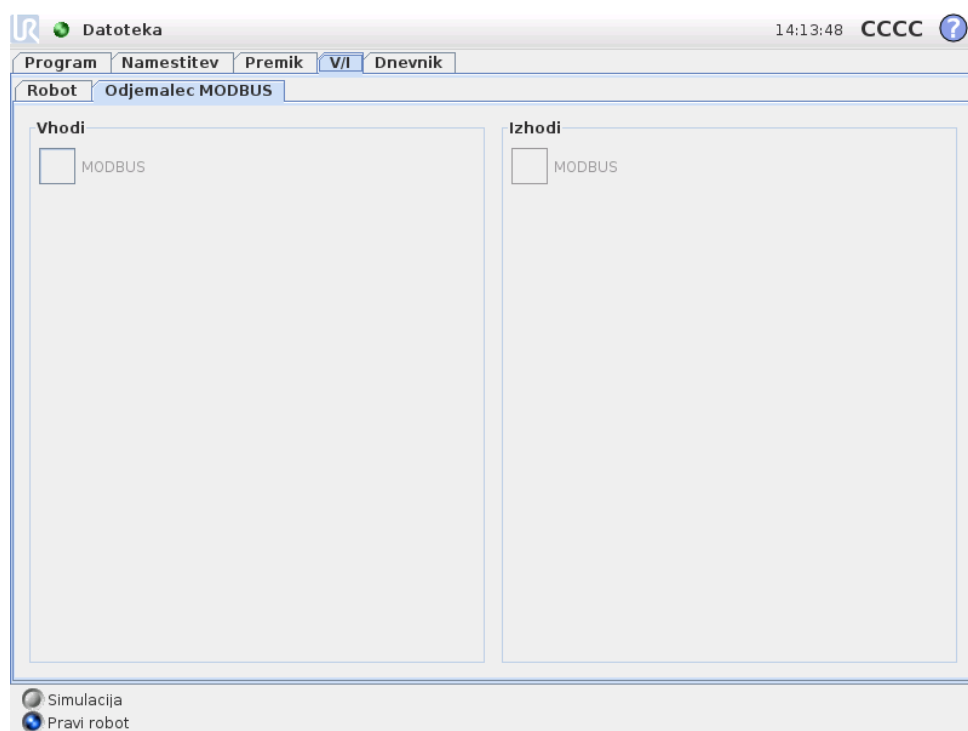 UR Datoteka 14:13:48 CCCC ?
Program Namestitev Premik V/I Dnevnik
Robot Odjemalec MODBUS
Vhodi Izhodi
MODBUS MODBUS
Simulacija
Pravi robot